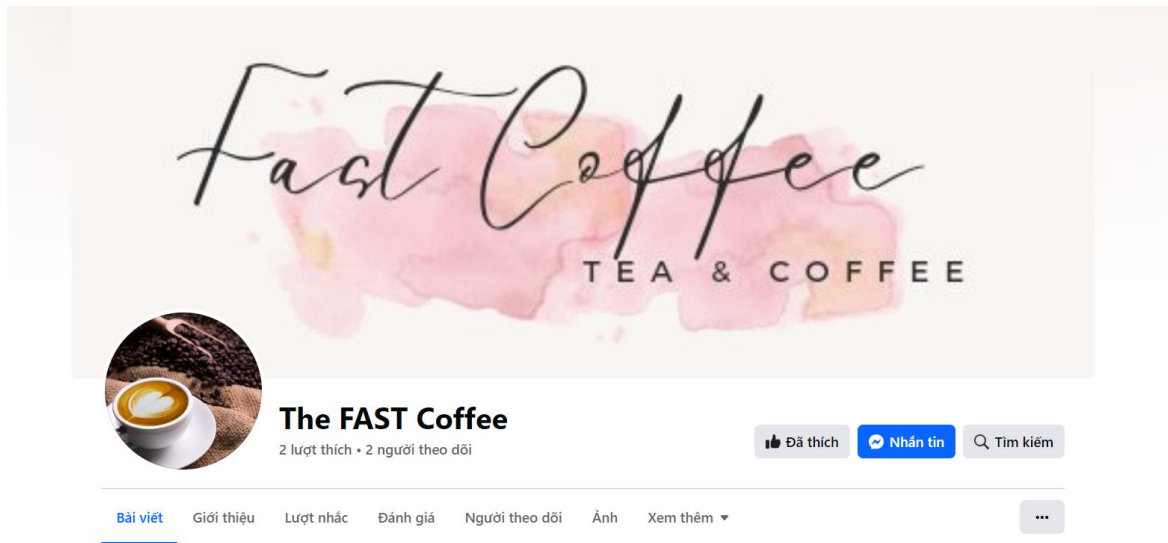 Fast Coffee
TEA & COFFEE
The FAST Coffee
2 lượt thích • 2 người theo dõi
Đã thích
Nhắn tin
Tìm kiếm
Bài viết Giới thiệu Lượt nhắc Đánh giá Người theo dõi Ảnh Xem thêm